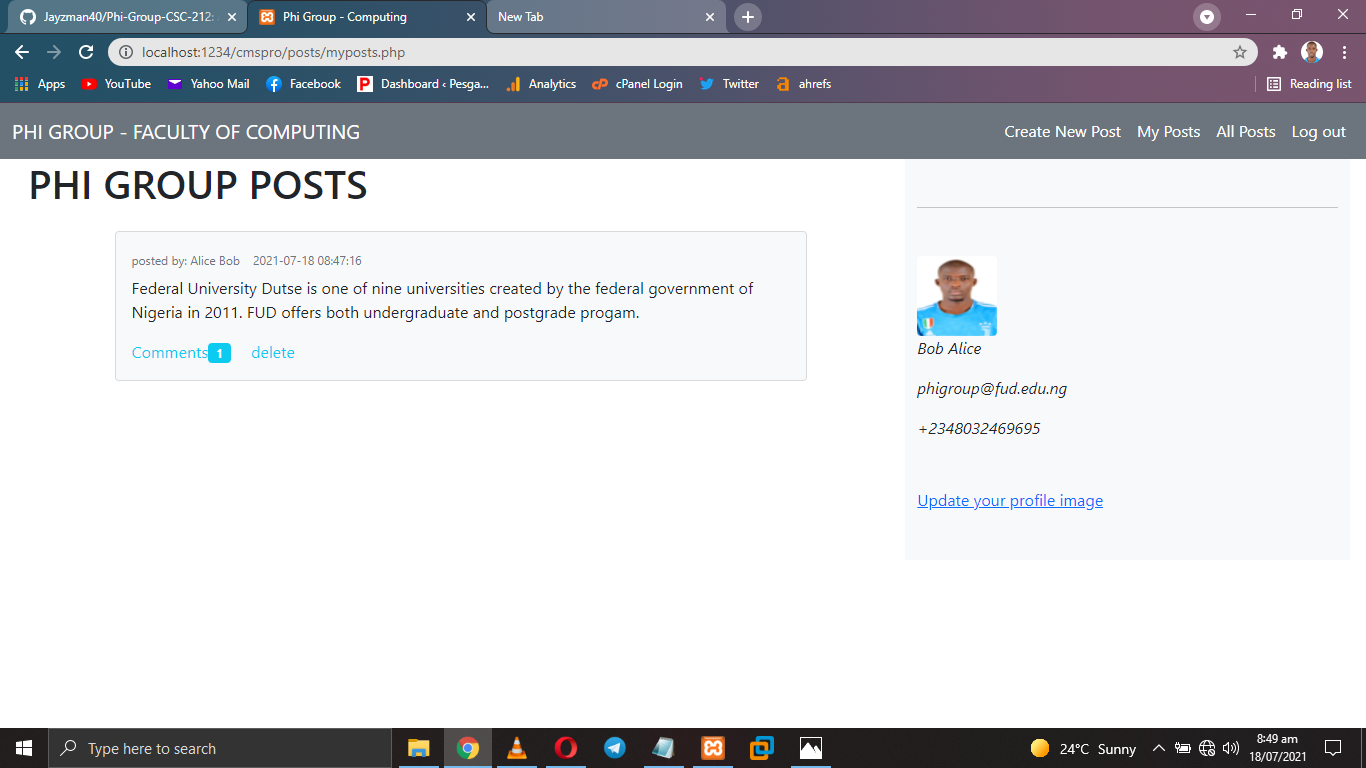 Jayzman40/Phi-Group-CSC-212:
Phi Group - Computing
New Tab
localhost:1234/cmspro/posts/myposts.php
Apps
YouTube
Yahoo Mail
Facebook
Dashboard ‹ Pesga...
Analytics
cPanel Login
Twitter
ahrefs
Reading list
PHI GROUP - FACULTY OF COMPUTING
Create New Post
My Posts
All Posts
Log out
PHI GROUP POSTS
posted by: Alice Bob 2021-07-18 08:47:16
Federal University Dutse is one of nine universities created by the federal government of
Nigeria in 2011. FUD offers both undergraduate and postgrade progam.
Comments 1 delete
Bob Alice
phigroup@fud.edu.ng
+2348032469695
Update your profile image
Type here to search
24°C Sunny
8:49 am
18/07/2021